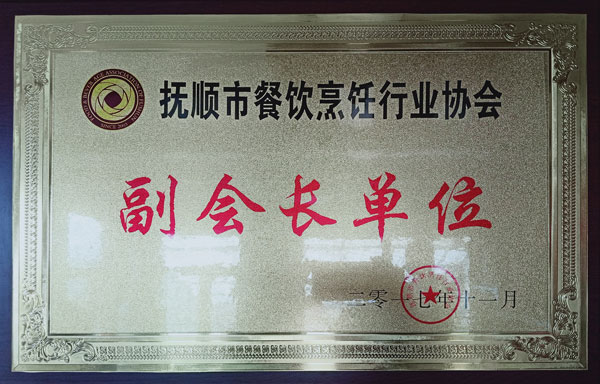 抚顺市餐饮烹饪行业协会
副会长单位
二零一七年十一月